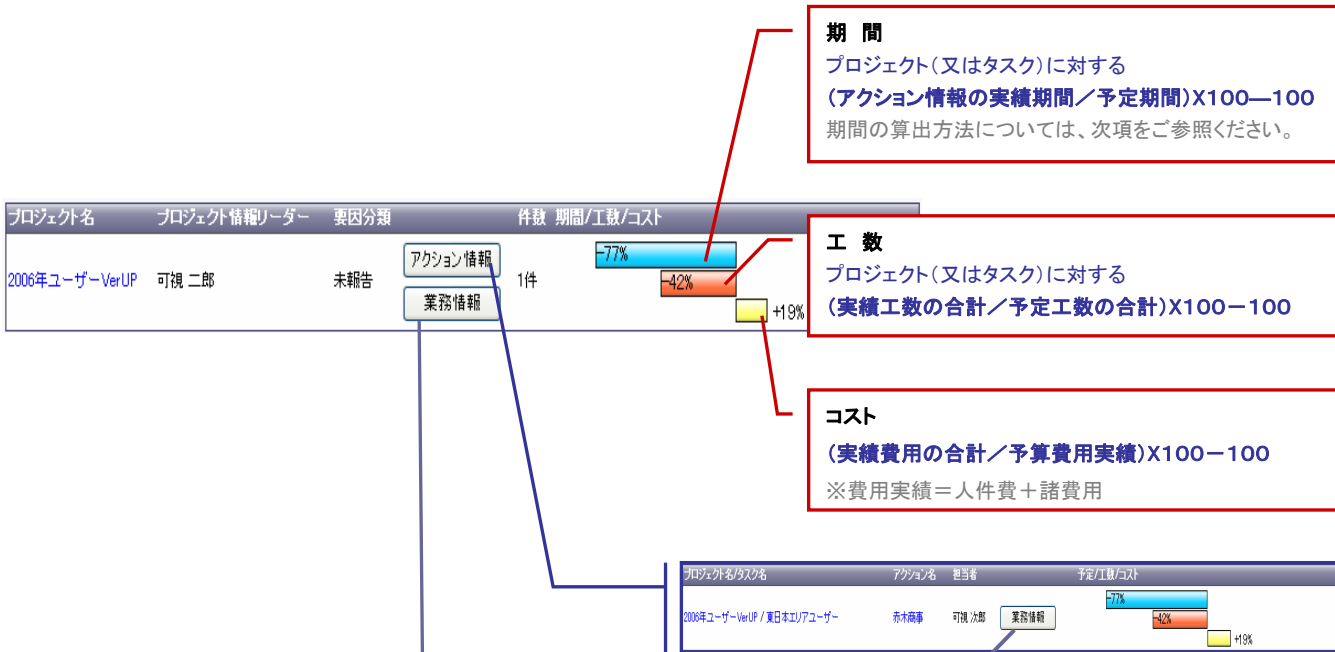 期 間
プロジェクト(又はタスク)に対する
(アクション情報の実績期間/予定期間)X100―100
期間の算出方法については、次項をご参照ください。
プロジェクト名 プロジェクト情報リーダー 要因分類 件数 期間/工数/コスト
2006年ユーザーVerUP 可視 二郎 未報告 アクション情報 業務情報 1件 -77%
-42%
+19%
工 数
プロジェクト(又はタスク)に対する
(実績工数の合計/予定工数の合計)X100-100
コスト
(実績費用の合計/予算費用実績)X100-100
※費用実績=人件費+諸費用
プロジェクト名/タスク名 アクション名 担当者 予定/工数/コスト
2006年ユーザーVerUP / 東日本エリアユーザー 赤木商事 可視 次郎 業務情報 -77%
-42%
+19%